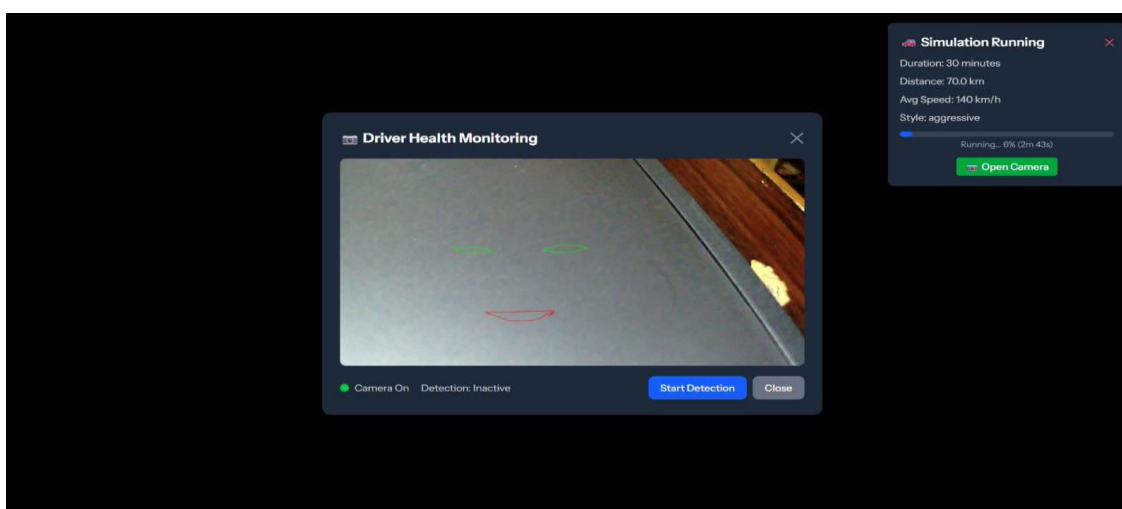 Simulation Running
Duration: 30 minutes
Distance: 70.0 km
Avg Speed: 140 km/h
Style: aggressive
Running... 6% (2m 43s)
Open Camera
Driver Health Monitoring
Camera On Detection: Inactive
Start Detection
Close